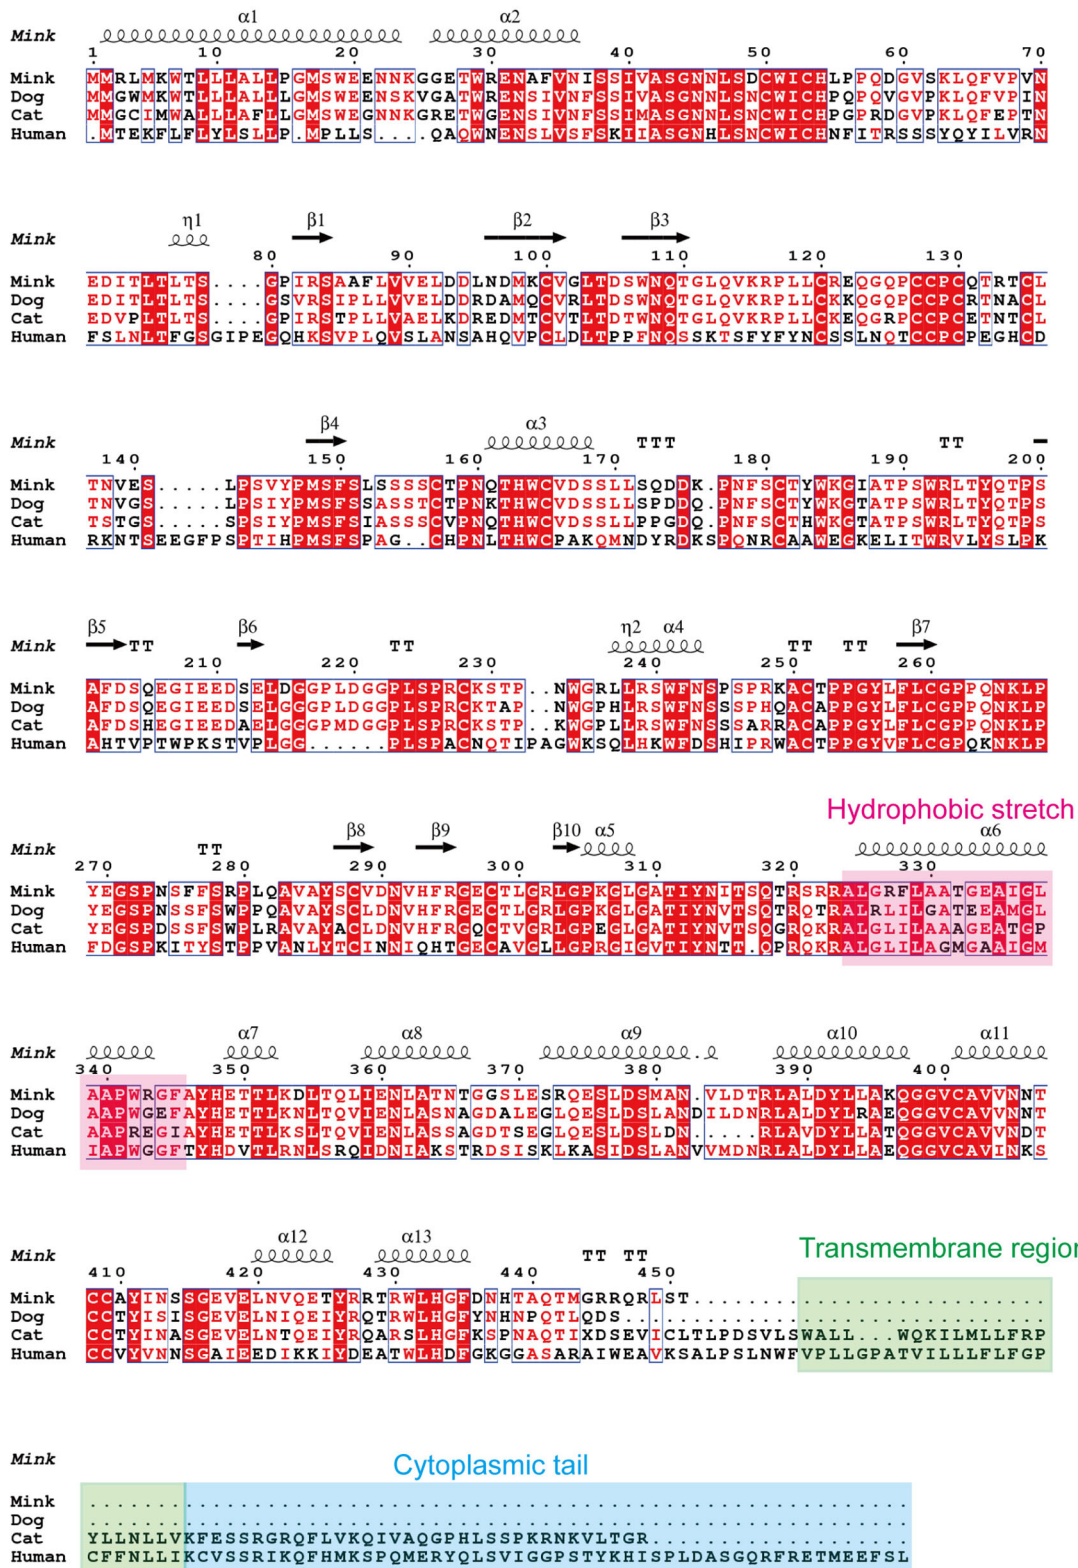 α1 α2
Mink
1 10 20 30 40 50 60 70
Mink MMRLMKWTLLLALLPGMSWEENNKGGETWRENAFVNISSIVASGNNLSDCWICHLPPQDGVSKLQFVPVN
Dog MMGWMKWTLLLALLLGMSWEENSKVGATWRENSIVNFSSIVASGNNLSNCWICHPQPQVGVPKLQFVPIN
Cat MMGCIMWALLLAFLLGMSWEGNNKGRETWGENSIVNFSSIMASGNNLSNCWICHPGPRDGVPKLQFEPTN
Human .MTEKFLFLYLSLLP.MPLLS...QAQWNENSLVSFSKIIASGNHLSNCWICHNFITRSSSYQYILVRN
η1 β1 β2 β3
Mink
80 90 100 110 120 130
Mink EDITLTLTS....GPIRSAAFLVVELDDLNDMKCVGLTDSWNQTGLQVKRPLLCREQGQPCCPCQTRTCL
Dog EDITLTLTS....GSVRSIPLLVVELDDRDAMQCVRLTDSWNQTGLQVKRPLLCKKQGQPCCPCRTNACL
Cat EDVPLTLTS....GPIRSTPLLVAELKDREDMTCVTLTDTWNQTGLQVKRPLLCKEQGRPCCPCETNTCL
Human FSLNLTFGSGIPEGQHKSVPLQVSLANSAHQVPCLDLTPPFNQSSKTSFYFYNCSSLNQTCCPCPEGHCD
β4 α3
Mink TTT TT
140 150 160 170 180 190 200
Mink TNVES.....LPSVYPMSFSLSSSSCTPNQTHWCVDSSLLSQDDK.PNFSCTYWKGIATPSWRLTYQTPS
Dog TNVGS.....LPSIYPMSFSIASSTCTPNKTHWCVDSSLLSPDDQ.PNFSCTYWKGTATPSWRLTYQTPS
Cat TSTGS.....SPSIYPMSFSIASSSCVPNQTHWCVDSSLLPPGDQ.PNFSCTHWKGTATPSWRLTYQTPS
Human RKNTSEEGFPSPTIHPMSFSPAG..CHPNLTHWCPAKQMNDYRDKSPQNRCAAWEGKELITWRVLYSLPK
β5 β6 η2 α4 β7
Mink TT TT TT TT
210 220 230 240 250 260
Mink AFDSQEGIEEDSELDGGPLDGGPLSPRCKSTP..NWGRLLRSWFNSPSPRKACTPPGYLFLCGPPQNKLP
Dog AFDSQEGIEEDSELGGGPLDGGPLSPRCKTAP..NWGPHLRSWFNSSSPHQACAPPGYLFLCGPPQNKLP
Cat AFDSHEGIEEDAELGGGPMDGGPLSPRCKSTP..KWGPLLRSWFNSSSARRACAPPGYLFLCGPPQNKLP
Human AHTVPTWPKSTVPLGG......PLSPACNQTIPAGWKSQLHKWFDSHIPRWACTPPGYVFLCGPQKNKLP
Hydrophobic stretch
β8 β9 β10 α5 α6
Mink TT
270 280 290 300 310 320 330
Mink YEGSPNSFFSRPLQAVAYSCVDNVHFRGECTLGRLGPKGLGATIYNITSQTRSRRALGRFLAATGEAIGL
Dog YEGSPNSSFSWPPQAVAYSCLDNVHFRGECTLGRLGPKGLGATIYNVTSQTRQTRALRLILGATEEAMGL
Cat YEGSPDSSFSWPLRAVAYACLDNVHFRGQCTVGRLGPEGLGATIYNVTSQGRQKRALGLILAAAGEATGP
Human FDGSPKITYSTPPVANLYTCINNIQHTGECAVGLLGPRGIGVTIYNTT.QPRQKRALGLILAGMGAAIGM
α7 α8 α9 α10 α11
Mink
340 350 360 370 380 390 400
Mink AAPWRGFAYHETTLKDLTQLIENLATNTGGSLESRQESLDSMAN.VLDTRLALDYLLAKQGGVCAVVNNT
Dog AAPWGEFAYHETTLKNLTQVIENLASNAGDALEGLQESLDSLANDILDNRLALDYLLRAEQGGVCAVVNNT
Cat AAPREGIAYHETTLKSLTQVIENLASSAGDTSEGLQESLDSLDN.....RLAVDYLLATQGGVCAVVNDT
Human IAPWGGFTYHDVTLRNLSRQIDNIAKSTRDSISKLKASIDSLANVVMDNRLALDYLLAEQGGVCAVINKS
α12 α13
Mink TT TT
Transmembrane region
410 420 430 440 450
Mink CCAYINSSGEVELNVQETYRRTRWLHGFDNHTAQTMGRRQRLST..........................
Dog CCTYISISGEVELNIQEIYRQTRWLHGFYNHNPQTLQDS...............................
Cat CCTYINASGEVELNTQEIYRQARSLHGFKSPNAQTIXDSEVICLTLPDSVLSWALL...WQKILMLLFRP
Human CCVYVNNSGAIEEDIKKIYDEATWLHDFGKGGASARAIWEAVKSALPSLNWFVPLLGPATVILLLFLFGP
Mink
Cytoplasmic tail
Mink ............................................................
Dog ............................................................
Cat YLLNLLVKFESSRGRQFLVKQIVAQGPHLSSPKRNKVLTGR...................
Human CFFNLLIKCVSSRIKQFHMKSPQMERYQLSVIGGPSTYKHISPLDASGQRFRETMEEFSL